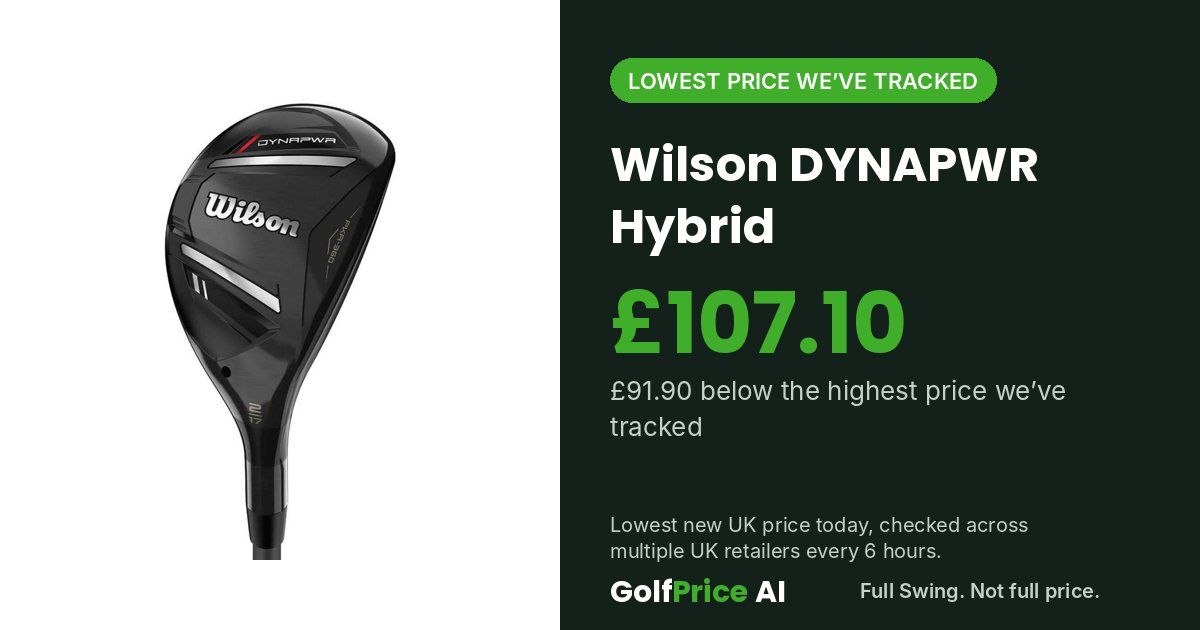 DYNAPWR
Wilson
PKR-360
LOWEST PRICE WE’VE TRACKED
Wilson DYNAPWR
Hybrid
£107.10
£91.90 below the highest price we’ve
tracked
Lowest new UK price today, checked across
multiple UK retailers every 6 hours.
GolfPrice AI
Full Swing. Not full price.